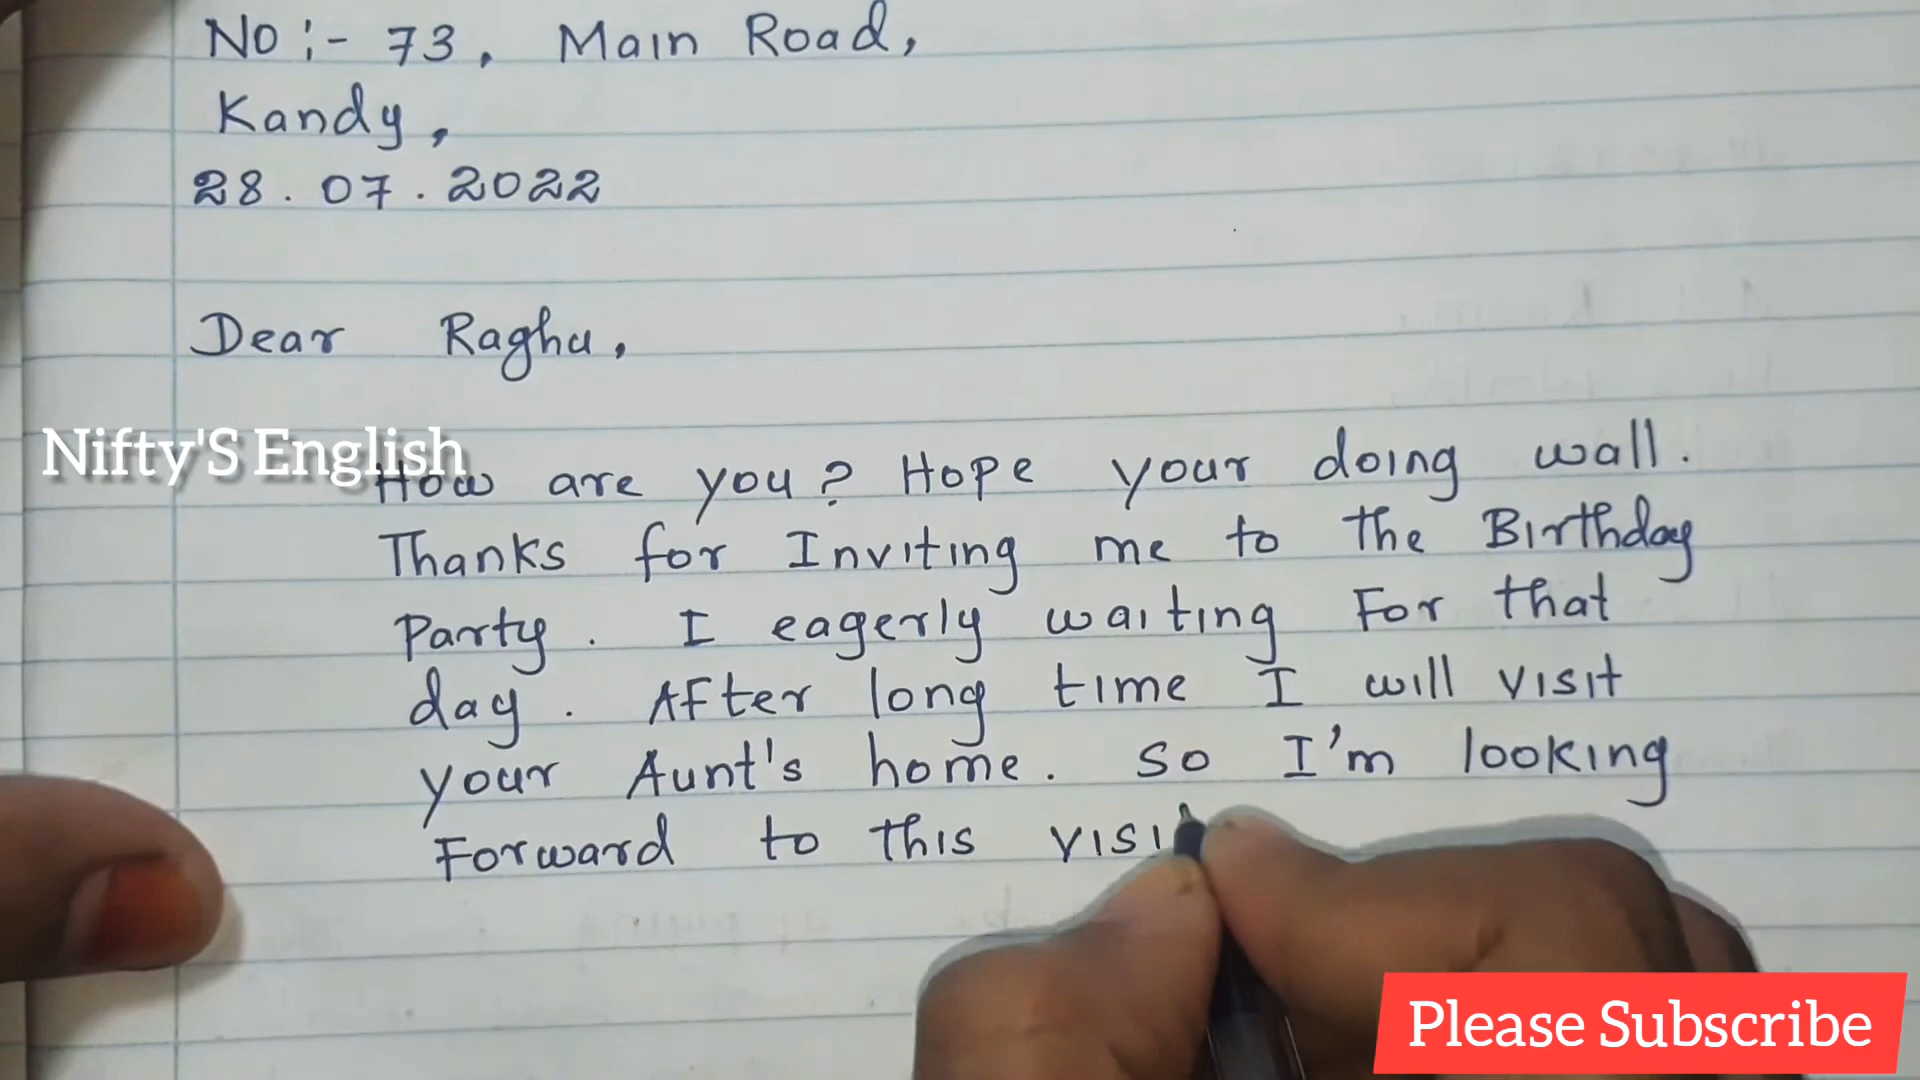 No :- 73, Main Road,
Kandy,
28.07.2022
Dear Raghu,
Nifty'S English
How are you? Hope your doing wall.
Thanks for Inviting me to the Birthday
Party. I eagerly waiting For that
day. After long time I will visit
your Aunt's home. So I'm looking
Forward to this visi
Please Subscribe